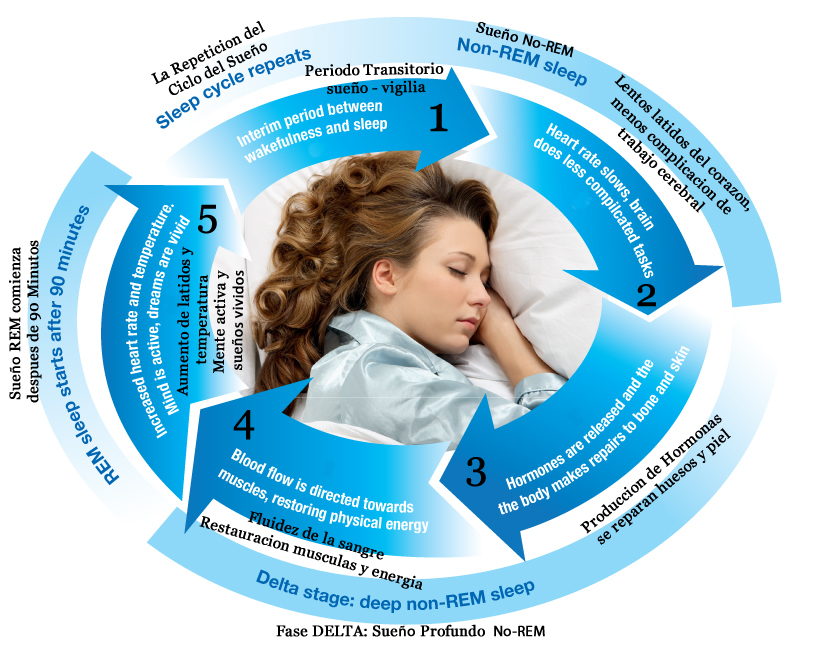 La Repeticion del
Ciclo del Sueño
Sleep cycle repeats
Sueño No-REM
Non-REM sleep
Periodo Transitorio
sueño - vigilia
Interim period between
wakefulness and sleep
1
Lentos latidos del corazon,
menos complicacion de
trabajo cerebral
Heart rate slows, brain
does less complicated tasks
2
Hormones are released and the
the body makes repairs to bone and skin
3
Produccion de Hormonas
se reparan huesos y piel
4
Blood flow is directed towards
muscles, restoring physical energy
Fluidez de la sangre
Restauracion musculas y energia
Delta stage: deep non-REM sleep
Fase DELTA: Sueño Profundo No-REM
5
Increased heart rate and temperature.
Mind is active, dreams are vivid
Aumento de latidos y
temperatura
Mente activa y
sueños vividos
REM sleep starts after 90 minutes
Sueño REM comienza
despues de 90 Minutos